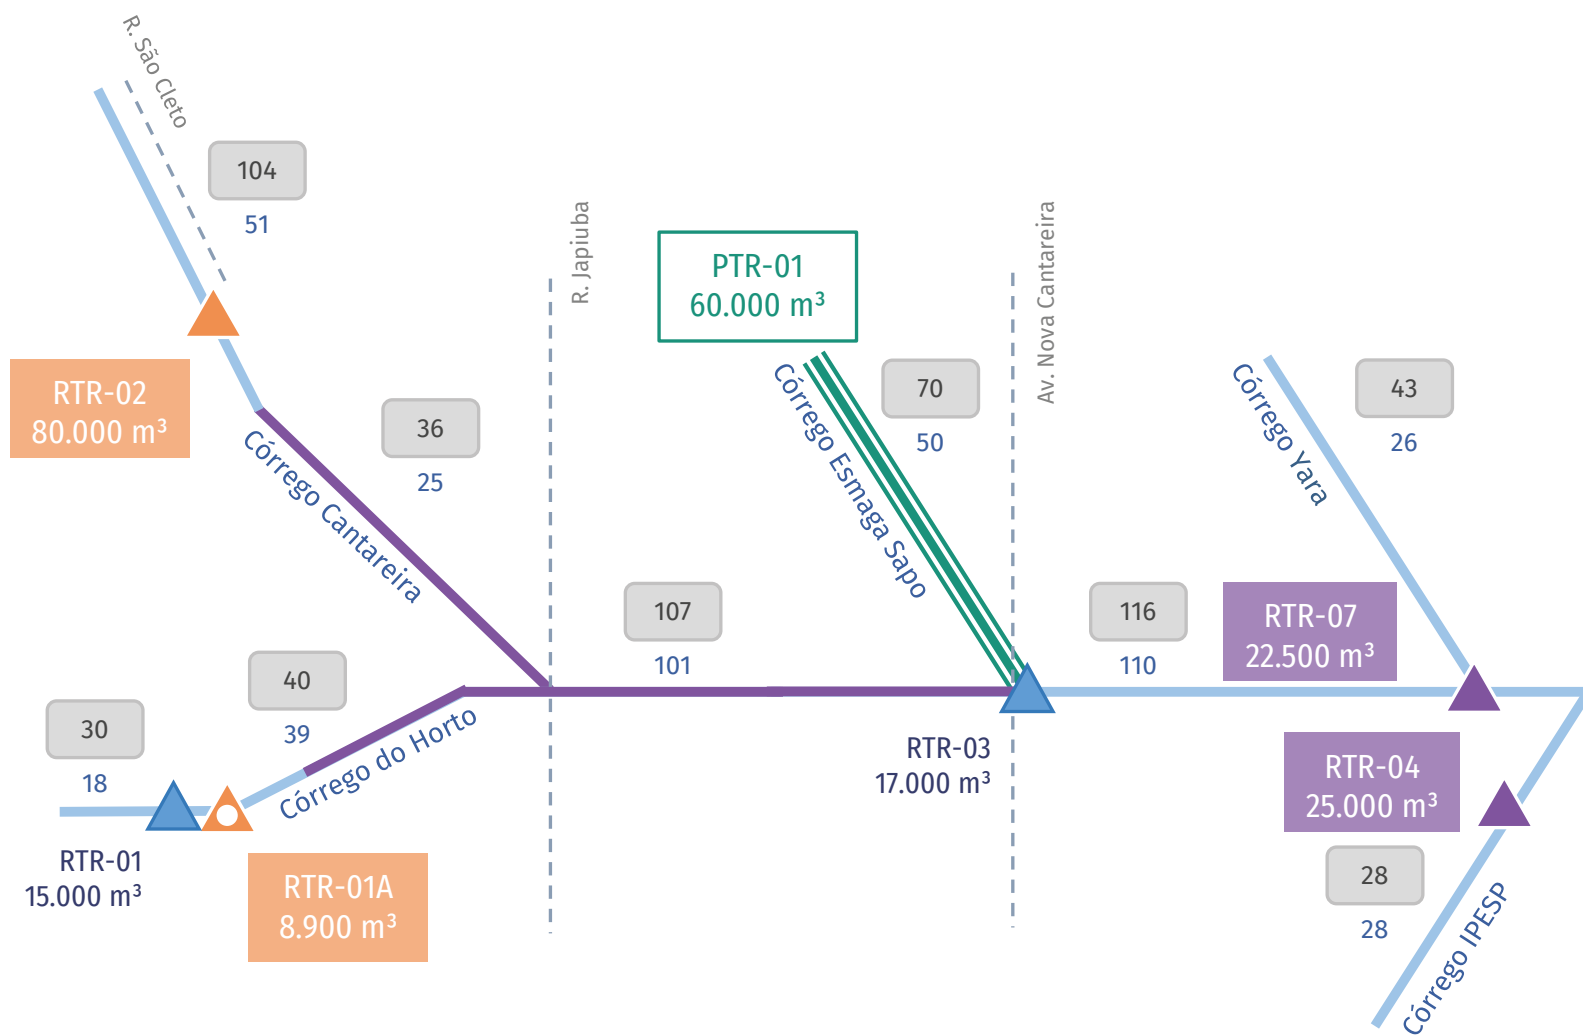 R. São Cleto
104
51
R. Japiuba
PTR-01
60.000 m³
Av. Nova Cantareira
RTR-02
80.000 m³
36
25
Córrego Cantareira
Córrego Esmaga Sapo
70
50
Córrego Yara
43
26
107
101
116
110
RTR-07
22.500 m³
30
18
40
39
Córrego do Horto
RTR-03
17.000 m³
RTR-04
25.000 m³
RTR-01
15.000 m³
RTR-01A
8.900 m³
28
28
Córrego IPESP